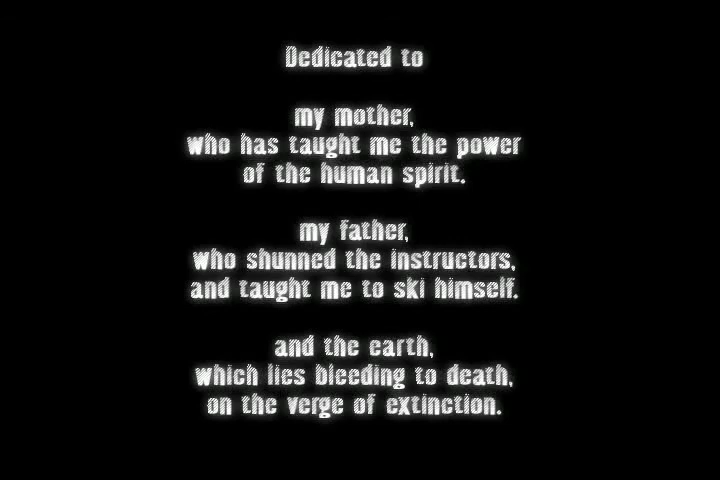 Dedicated to
my mother,
who has taught me the power
of the human spirit.
my father,
who shunned the instructors,
and taught me to ski himself.
and the earth,
which lies bleeding to death,
on the verge of extinction.